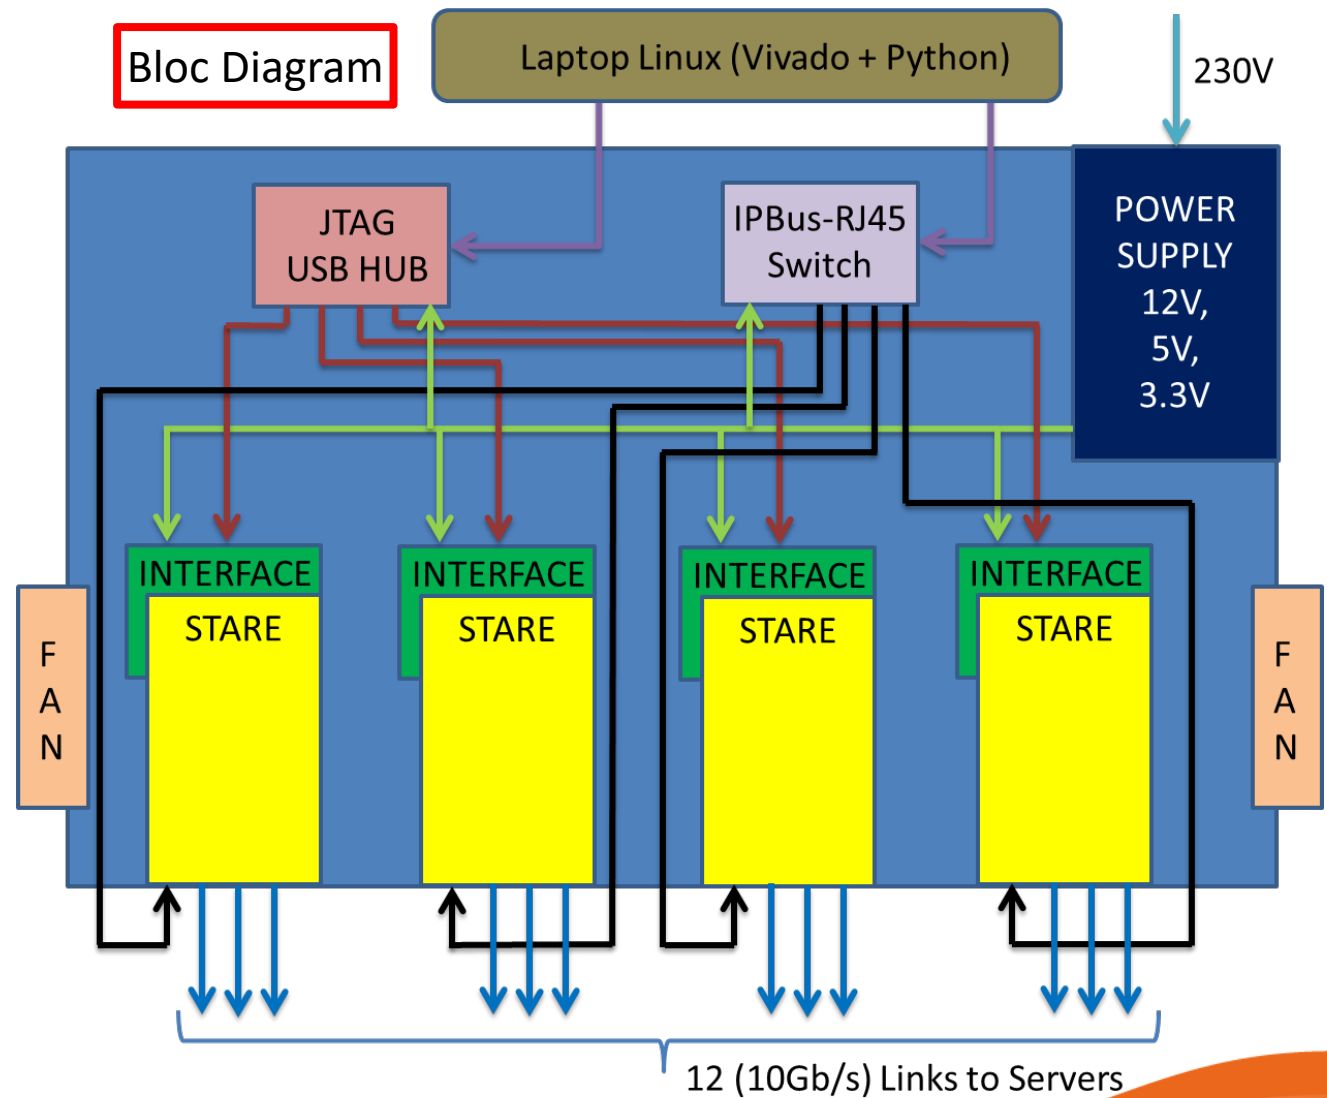 Bloc Diagram
Laptop Linux (Vivado + Python)
230V
JTAG
USB HUB
IPBus-RJ45
Switch
POWER
SUPPLY
12V,
5V,
3.3V
INTERFACE
STARE
INTERFACE
STARE
INTERFACE
STARE
INTERFACE
STARE
F
A
N
F
A
N
12 (10Gb/s) Links to Servers